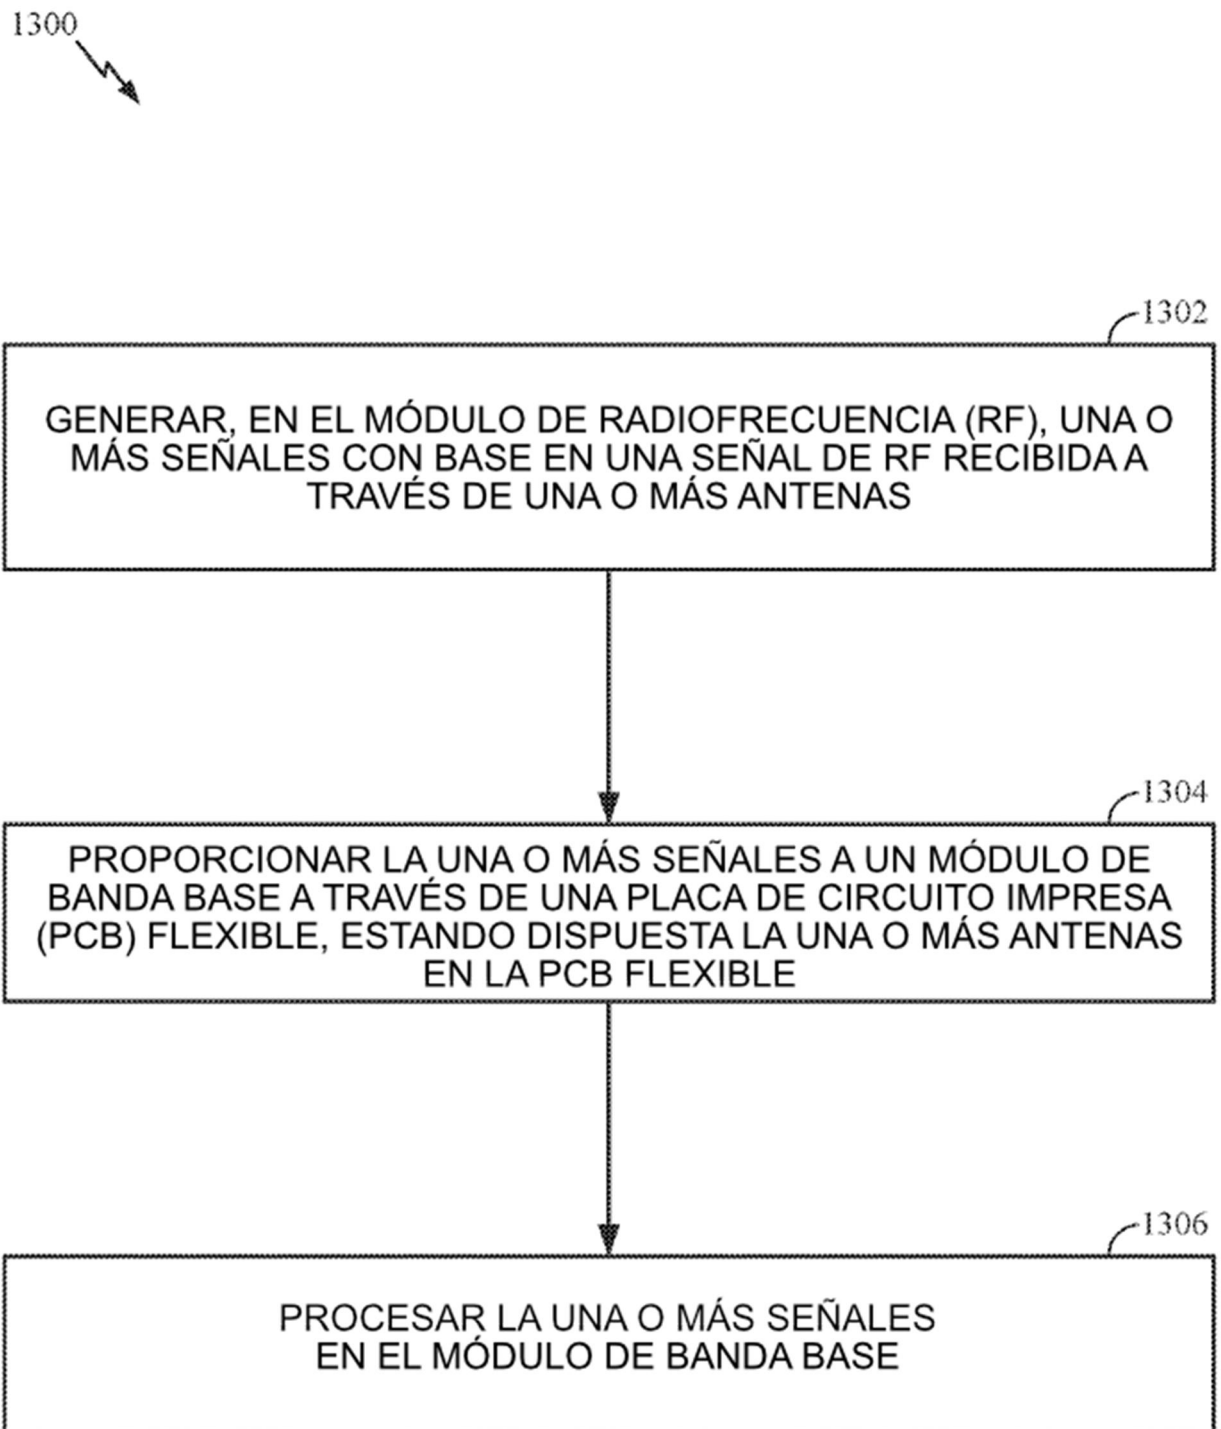 1300
1302
GENERAR, EN EL MÓDULO DE RADIOFRECUENCIA (RF), UNA O
MÁS SEÑALES CON BASE EN UNA SEÑAL DE RF RECIBIDA A
TRAVÉS DE UNA O MÁS ANTENAS
1304
PROPORCIONAR LA UNA O MÁS SEÑALES A UN MÓDULO DE
BANDA BASE A TRAVÉS DE UNA PLACA DE CIRCUITO IMPRESA
(PCB) FLEXIBLE, ESTANDO DISPUESTA LA UNA O MÁS ANTENAS
EN LA PCB FLEXIBLE
1306
PROCESAR LA UNA O MÁS SEÑALES
EN EL MÓDULO DE BANDA BASE